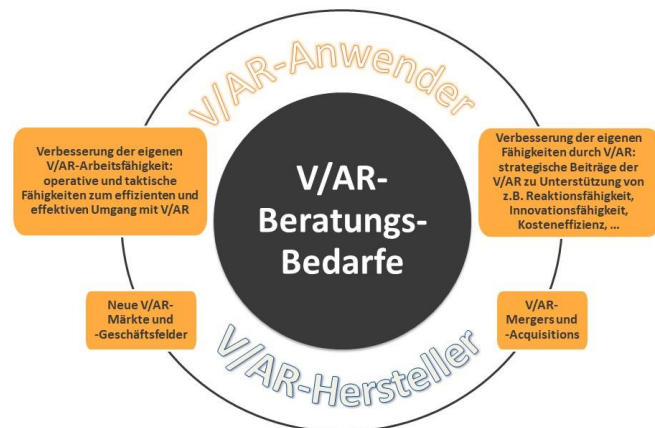 V/AR-Anwender
Verbesserung der eigenen
V/AR-Arbeitsfähigkeit:
operative und taktische
Fähigkeiten zum effizienten und
effektiven Umgang mit V/AR
V/AR-
Beratungs-
Bedarfe
Verbesserung der eigenen
Fähigkeiten durch V/AR:
strategische Beiträge der
V/AR zu Unterstützung von
z.B. Reaktionsfähigkeit,
Innovationsfähigkeit,
Kosteneffizienz, ...
Neue V/AR-
Märkte und
-Geschäftsfelder
V/AR-
Mergers und
-Acquisitions
V/AR-Hersteller